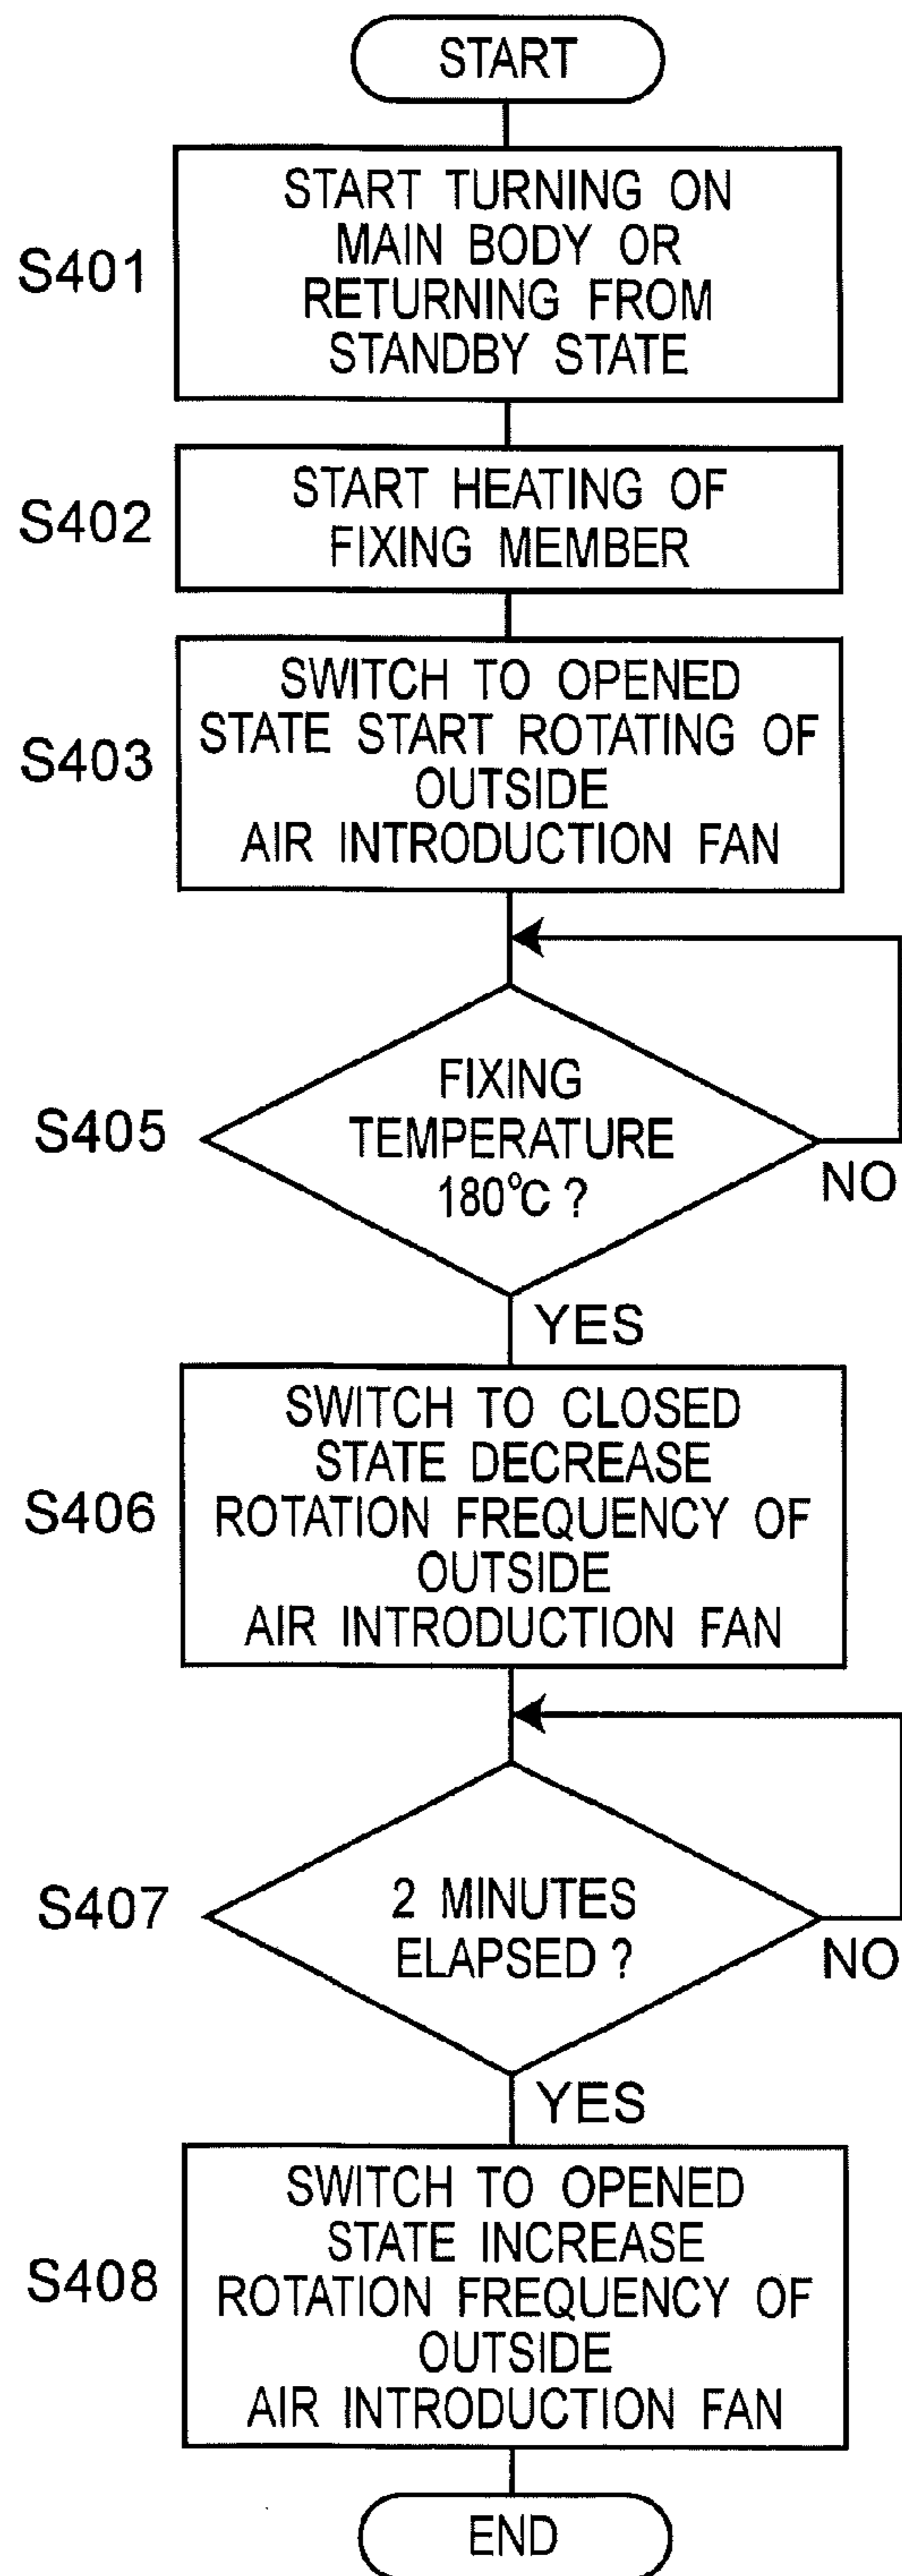 START
S401
START TURNING ON
MAIN BODY OR
RETURNING FROM
STANDBY STATE
S402
START HEATING OF
FIXING MEMBER
S403
SWITCH TO OPENED
STATE START ROTATING OF
OUTSIDE
AIR INTRODUCTION FAN
S405
FIXING
TEMPERATURE
180°C ?
NO
YES
S406
SWITCH TO CLOSED
STATE DECREASE
ROTATION FREQUENCY OF
OUTSIDE
AIR INTRODUCTION FAN
S407
2 MINUTES
ELAPSED ?
NO
YES
S408
SWITCH TO OPENED
STATE INCREASE
ROTATION FREQUENCY OF
OUTSIDE
AIR INTRODUCTION FAN
END